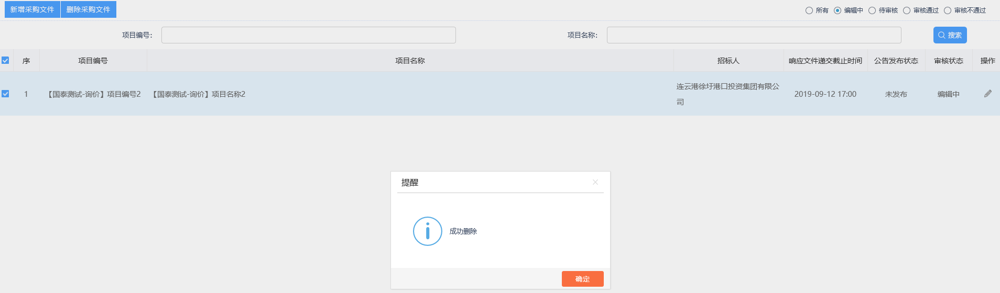 新增采购文件 删除采购文件 所有 编辑中 待审核 审核通过 审核不通过
项目编号： 项目名称： 搜索
序 项目编号 项目名称 招标人 响应文件递交截止时间 公告发布状态 审核状态 操作
1 【国泰测试-询价】项目编号2 【国泰测试-询价】项目名称2 连云港徐圩港口投资集团有限公
司 2019-09-12 17:00 未发布 编辑中
提醒
成功删除
确定